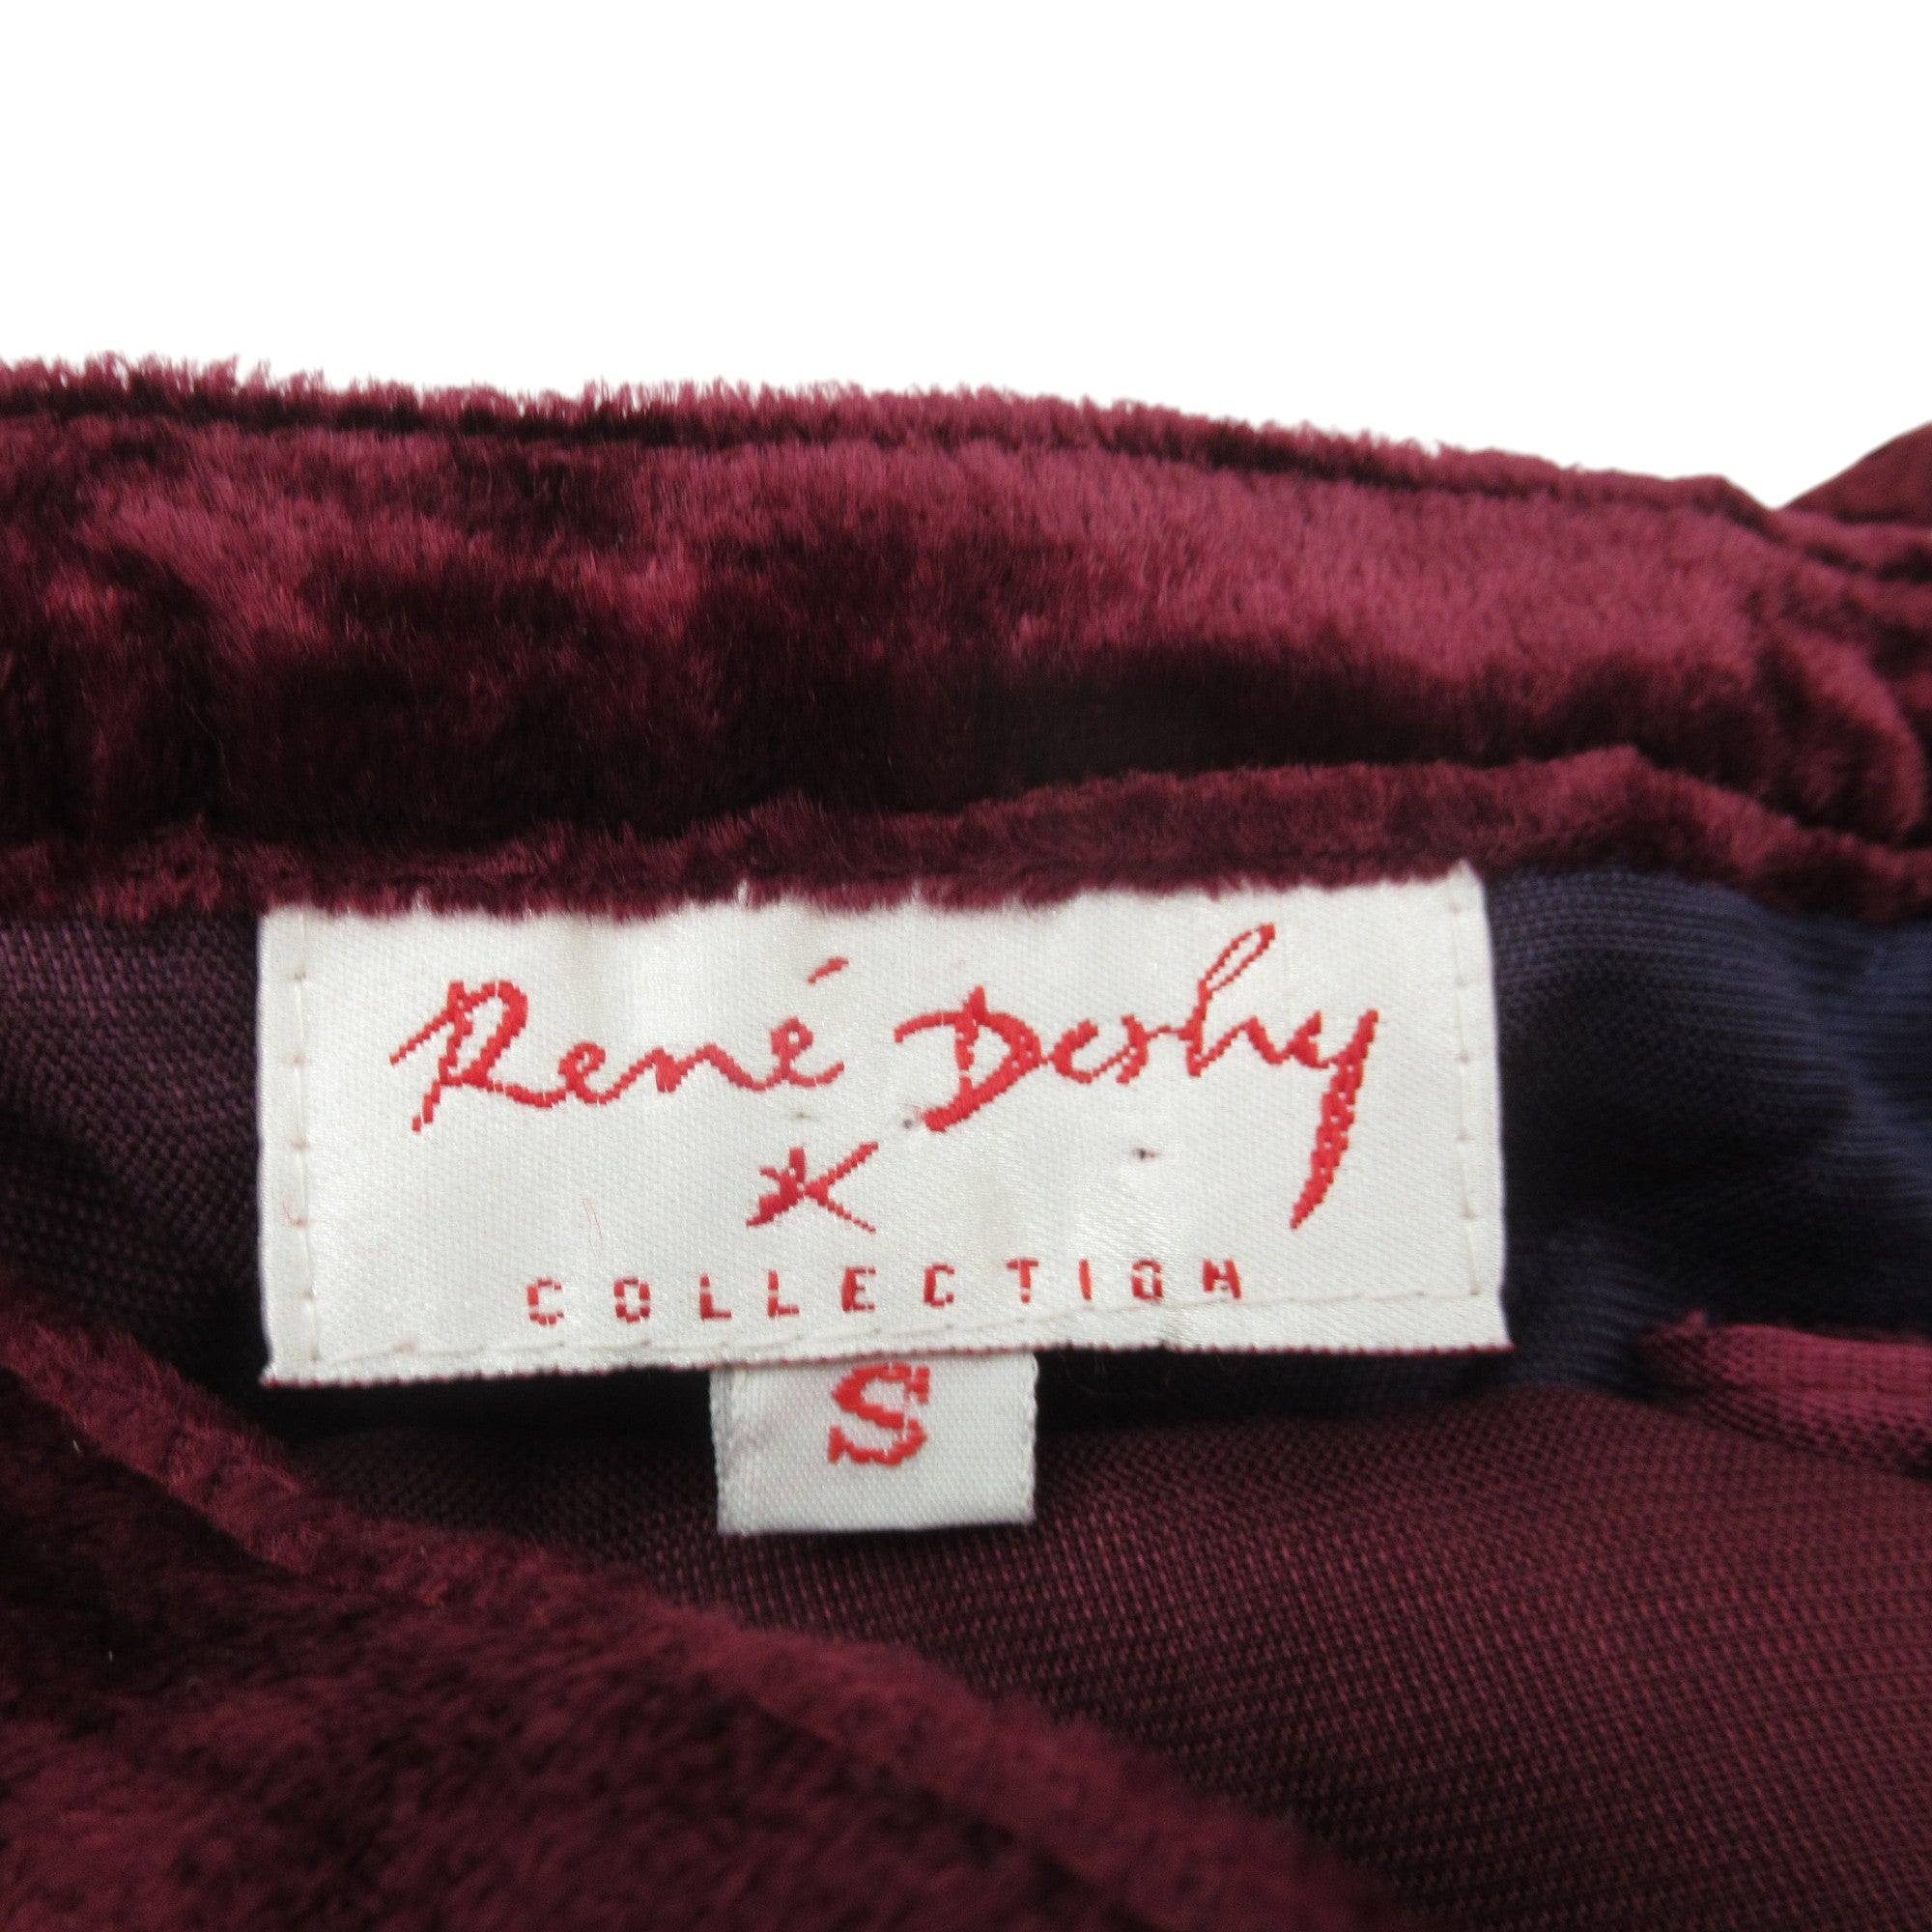 René Derhy
COLLECTION
S